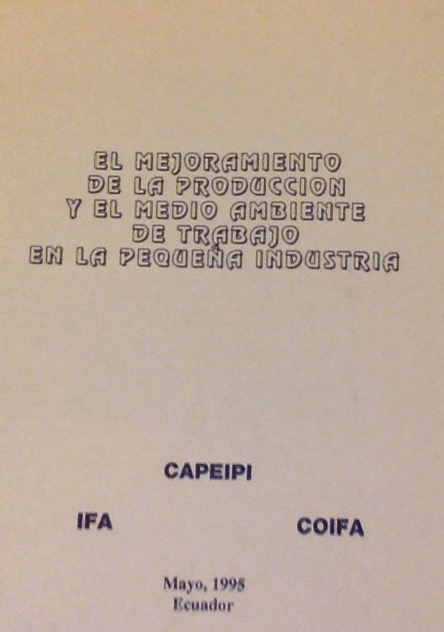 EL MEJORAMIENTO
DE LA PRODUCCION
Y EL MEDIO AMBIENTE
DE TRABAJO
EN LA PEQUEÑA INDUSTRIA
CAPEIPI
IFA COIFA
Mayo, 1995
Ecuador